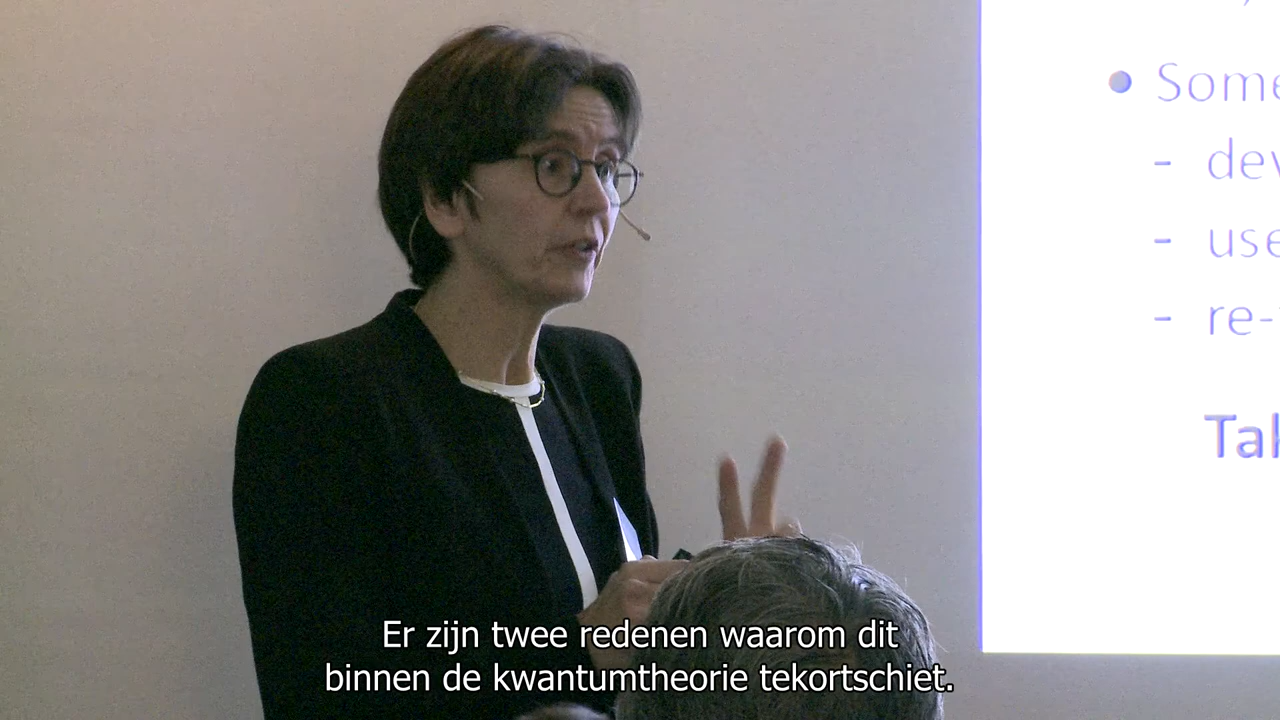 Some
- dev
- use
- re-
Tak
Er zijn twee redenen waarom dit
binnen de kwantumtheorie tekortschiet.